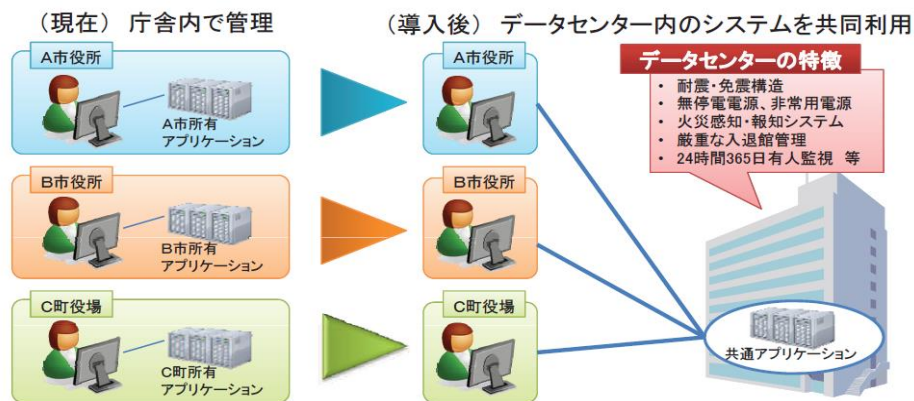 （現在） 庁舎内で管理
A市役所
A市所有
アプリケーション
B市役所
B市所有
アプリケーション
C町役場
C町所有
アプリケーション
（導入後） データセンター内のシステムを共同利用
A市役所
B市役所
C町役場
データセンターの特徴
• 耐震・免震構造
• 無停電電源、非常用電源
• 火災感知・報知システム
• 厳重な入退館管理
• 24時間365日有人監視 等
共通アプリケーション